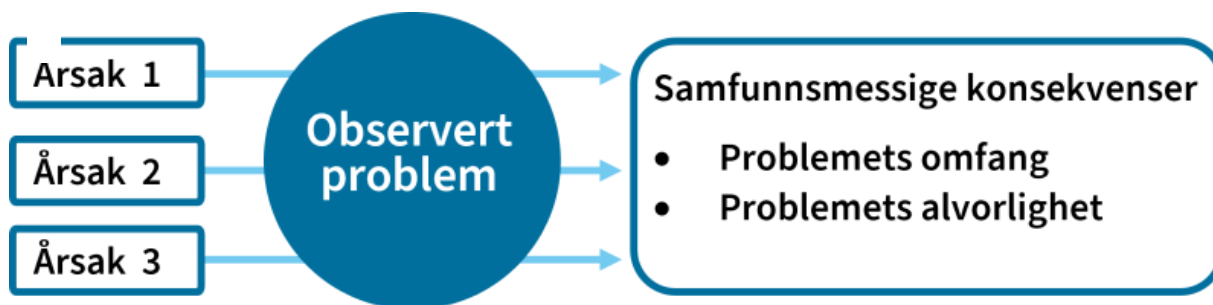 Arsak 1
Årsak 2
Årsak 3
Observert
problem
Samfunnsmessige konsekvenser
• Problemets omfang
• Problemets alvorlighet